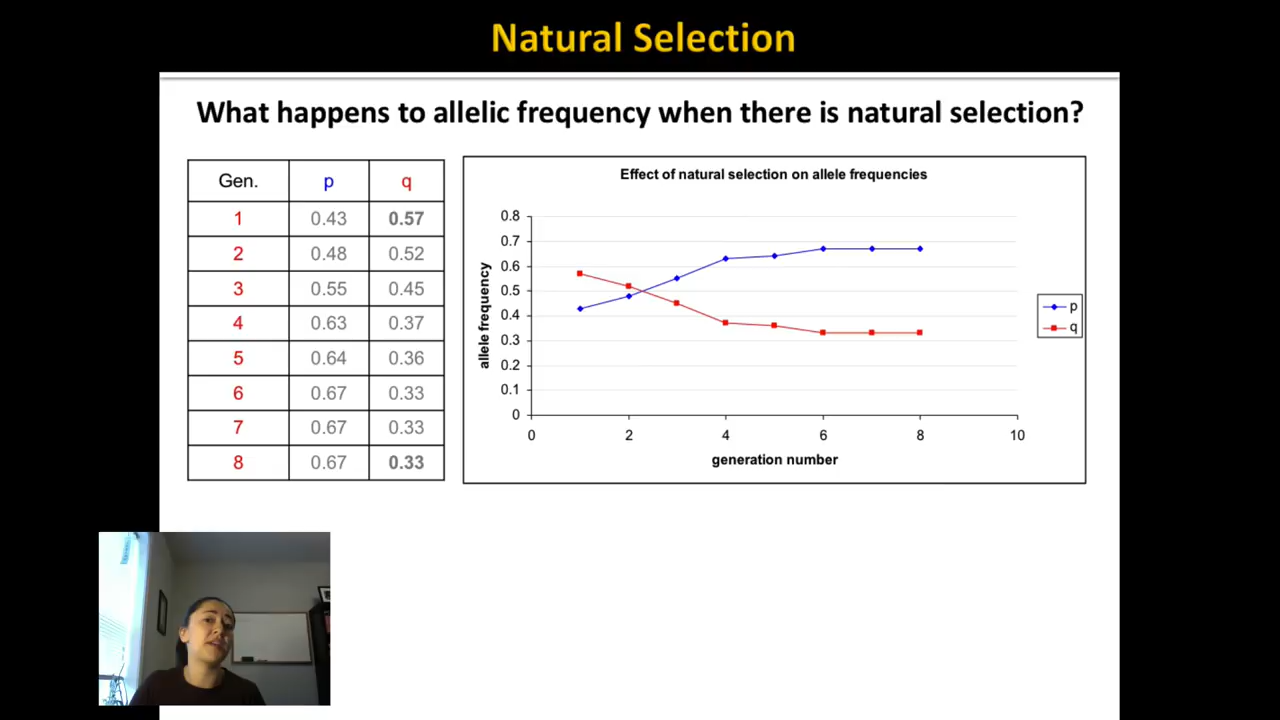 Natural Selection
What happens to allelic frequency when there is natural selection?
Gen. p q
1 0.43 0.57
2 0.48 0.52
3 0.55 0.45
4 0.63 0.37
5 0.64 0.36
6 0.67 0.33
7 0.67 0.33
8 0.67 0.33
Effect of natural selection on allele frequencies
allele frequency
0.8
0.7
0.6
0.5
0.4
0.3
0.2
0.1
0
0 2 4 6 8 10
generation number
p
q